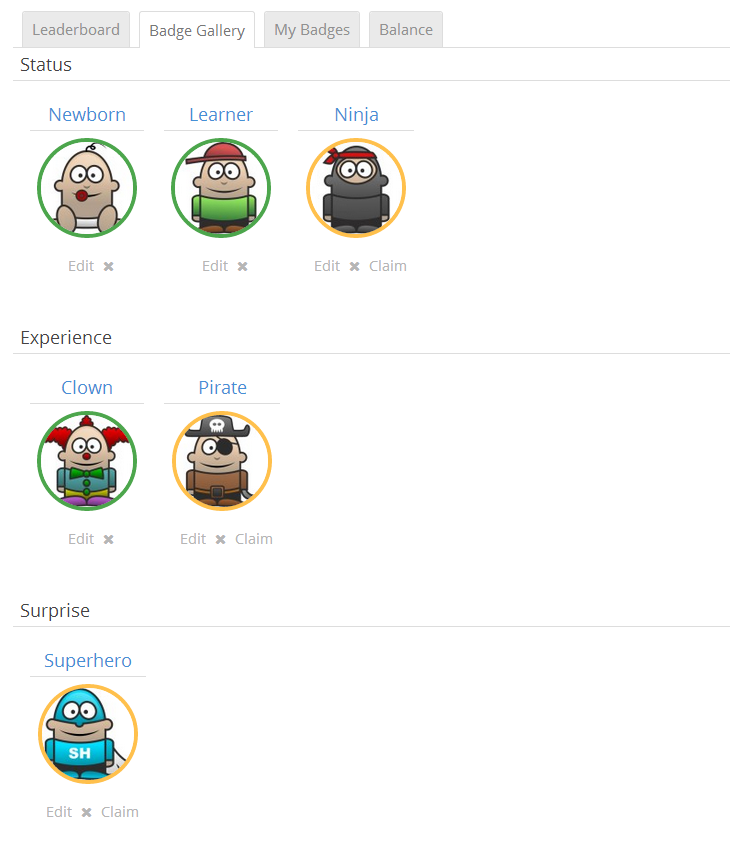 Leaderboard Badge Gallery My Badges Balance
Status
Newborn Learner Ninja
Edit ✖ Edit ✖ Edit ✖ Claim
Experience
Clown Pirate
Edit ✖ Edit ✖ Claim
Surprise
Superhero
SH
Edit ✖ Claim